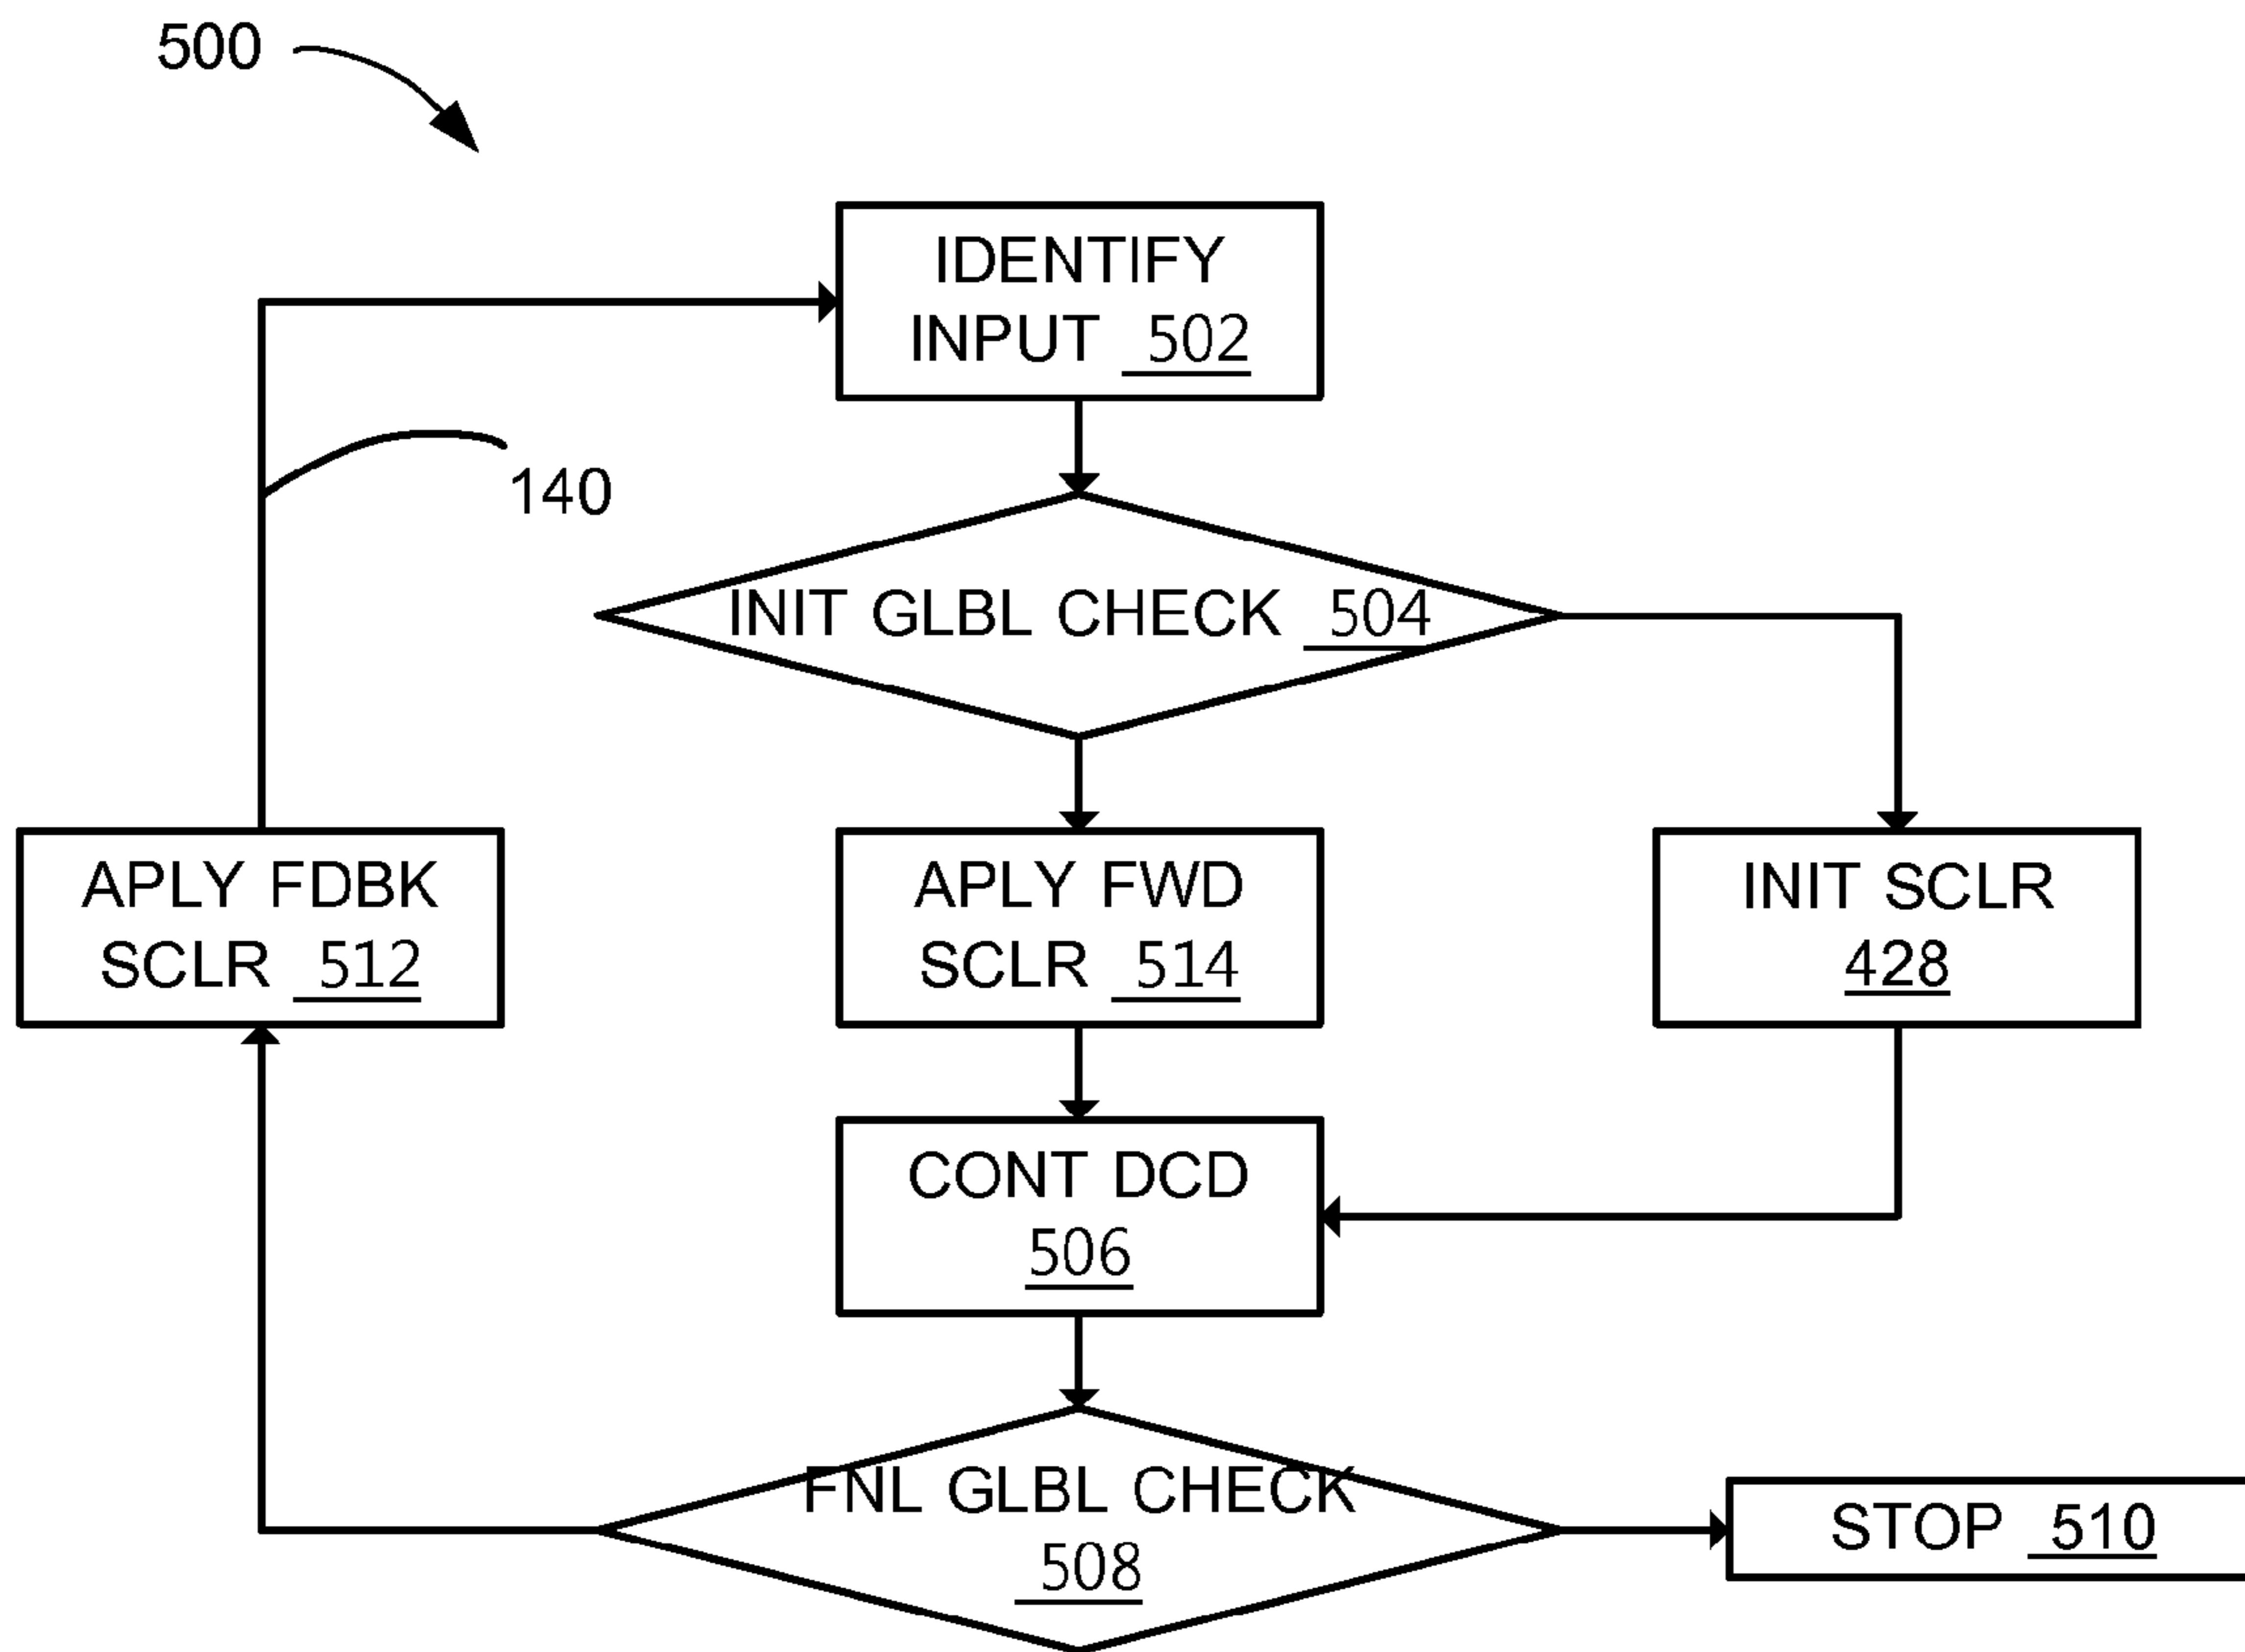 500
IDENTIFY
INPUT 502
140
INIT GLBL CHECK 504
APLY FDBK
SCLR 512
APLY FWD
SCLR 514
INIT SCLR
428
CONT DCD
506
FNL GLBL CHECK
508
STOP 510